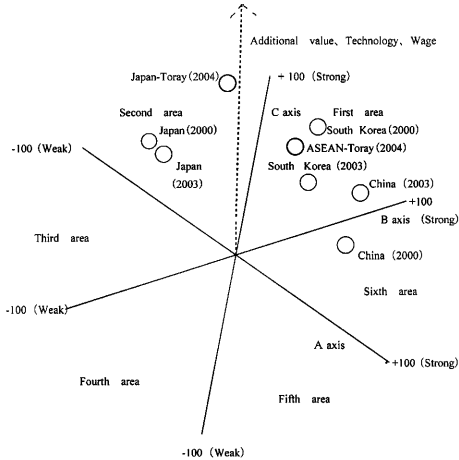 Additional value、Technology、Wage
Japan-Toray(2004)
+100 (Strong)
Second area
C axis
First area
Japan(2000)
South Korea(2000)
-100 (Weak)
ASEAN-Toray(2004)
Japan
(2003)
South Korea(2003)
China (2003)
+100
B axis (Strong)
Third area
China (2000)
Sixth area
-100 (Weak)
A axis
+100 (Strong)
Fourth area
Fifth area
-100 (Weak)